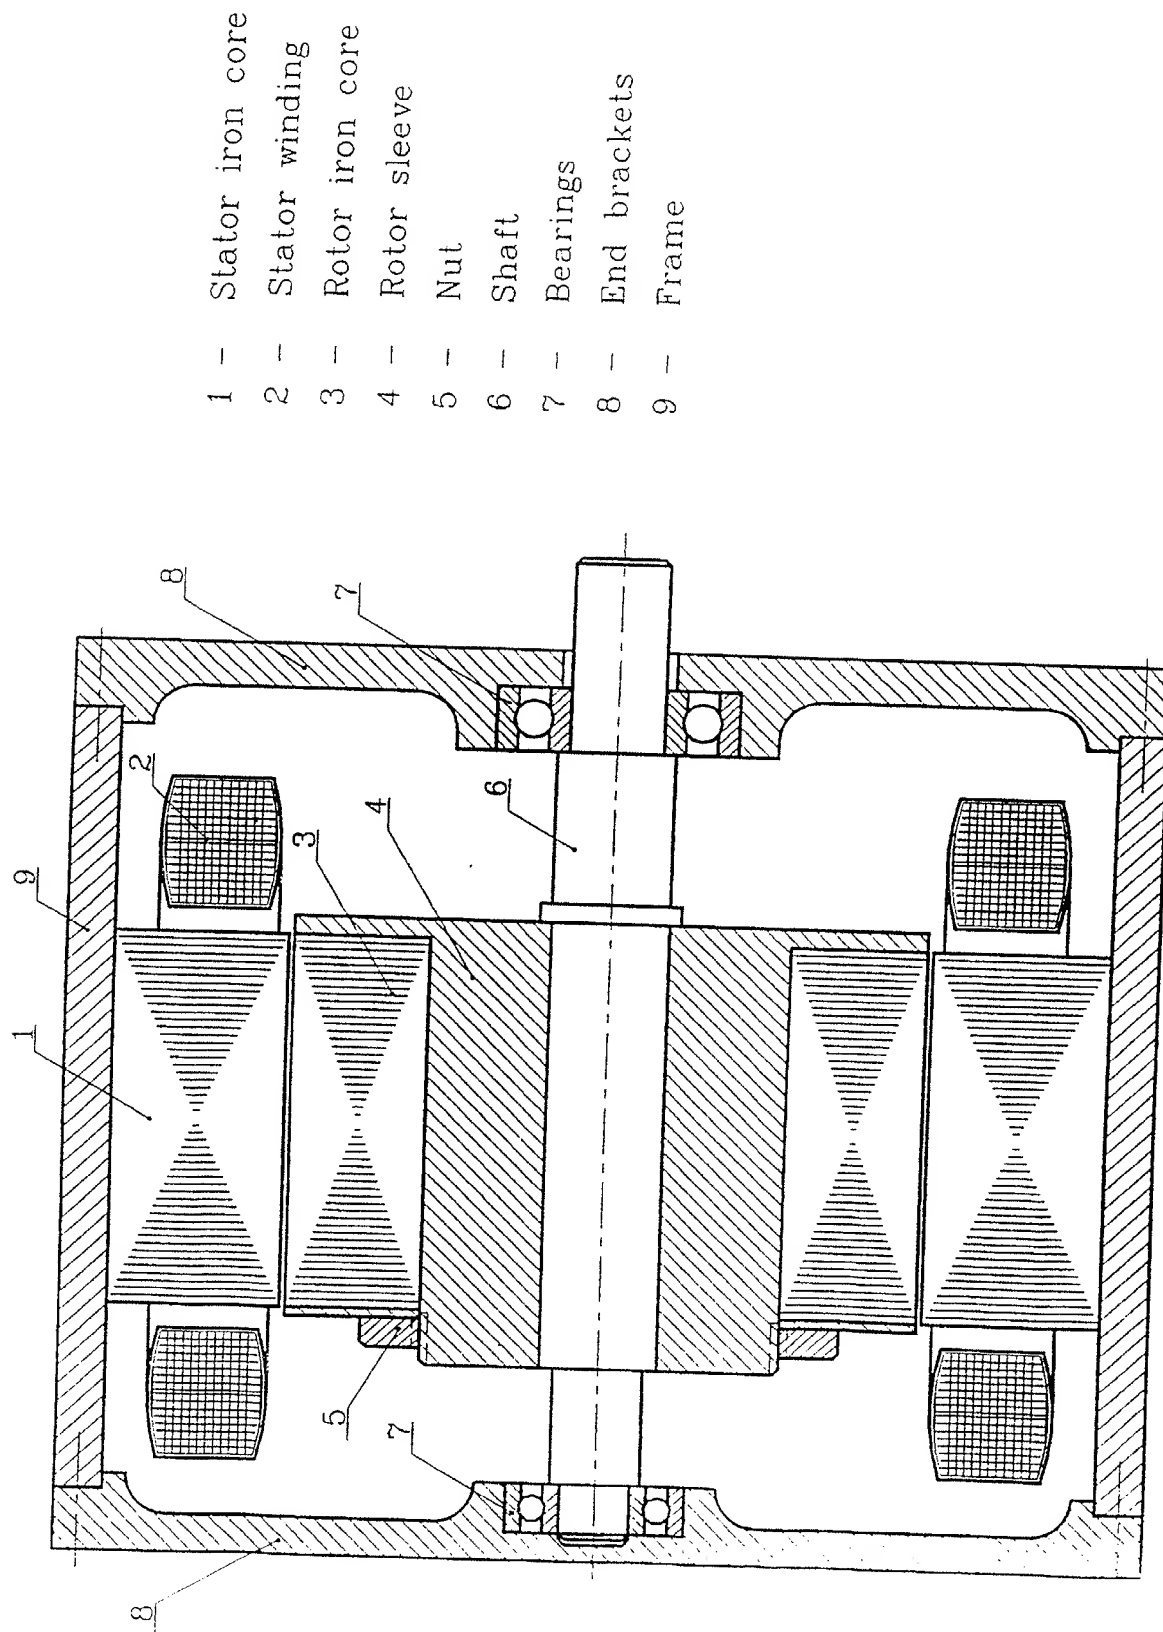 1 - Stator iron core
2 - Stator winding
3 - Rotor iron core
4 - Rotor sleeve
5 - Nut
6 - Shaft
7 - Bearings
8 - End brackets
9 - Frame
8
7
2
9
6
4
3
1
5
7
8